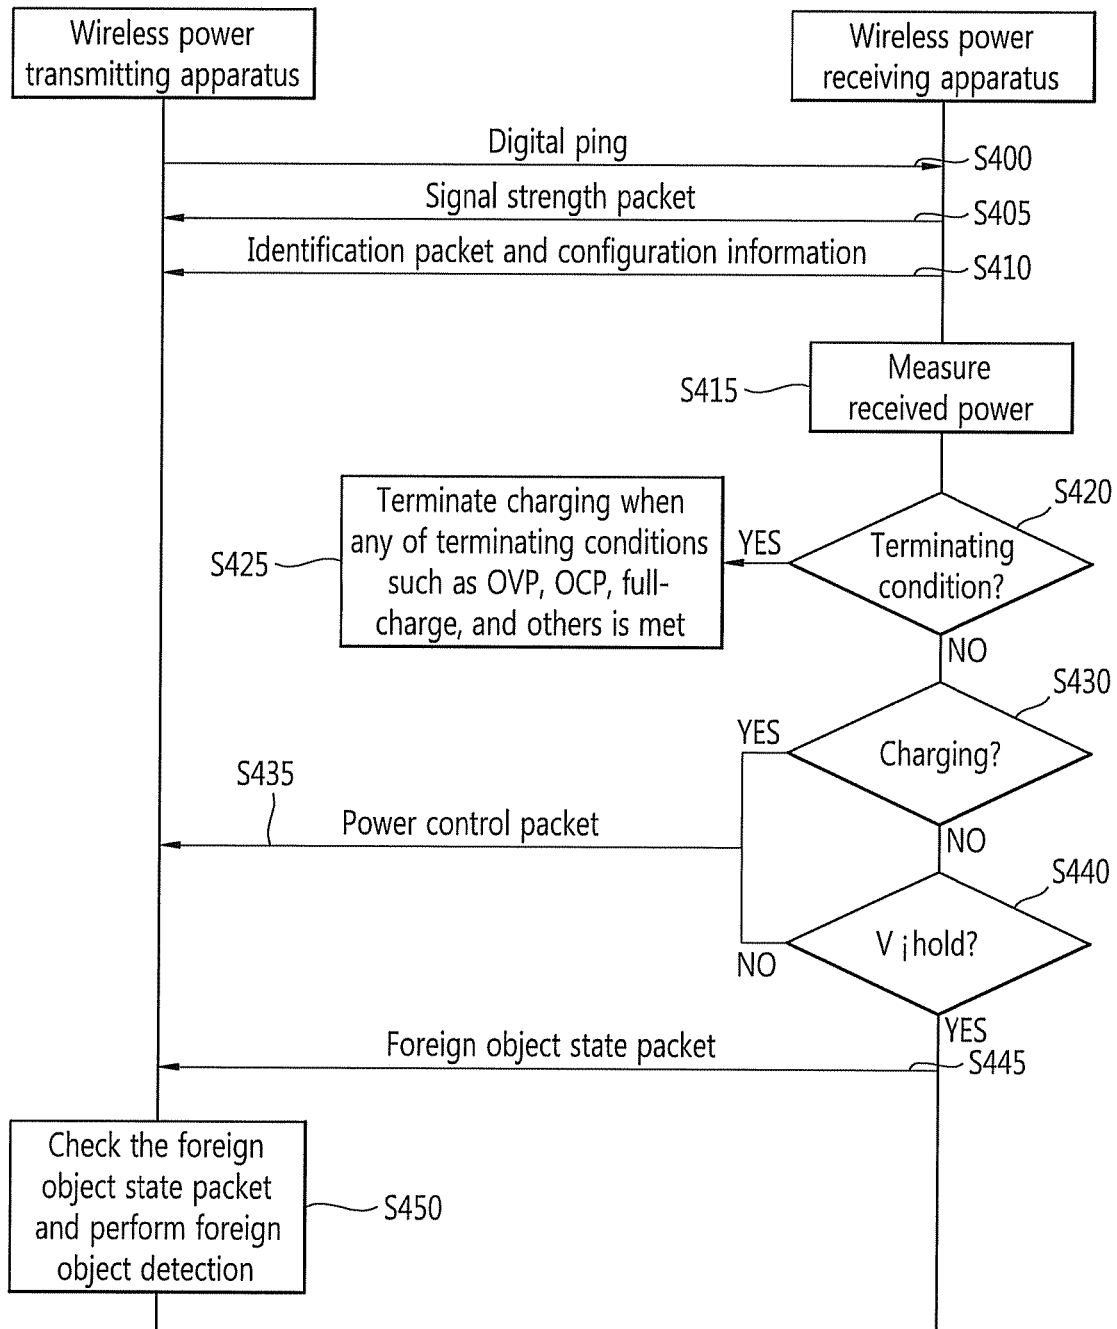 Wireless power
transmitting apparatus
Wireless power
receiving apparatus
Digital ping
S400
Signal strength packet
S405
Identification packet and configuration information
S410
Measure
received power
S415
S420
Terminating
condition?
YES
Terminate charging when
any of terminating conditions
such as OVP, OCP, full-
charge, and others is met
S425
NO
S430
Charging?
YES
S435
Power control packet
NO
S440
V ¡hold?
NO
YES
Foreign object state packet
S445
Check the foreign
object state packet
and perform foreign
object detection
S450